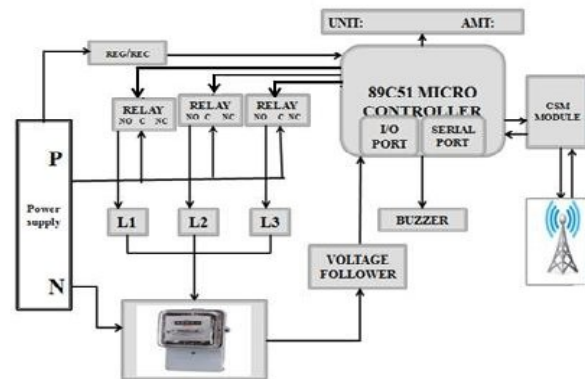 UNIT: AMT:
REG/REC
89C51 MICRO
CONTROLLER
I/O
PORT
SERIAL
PORT
CSM
MODULE
RELAY
NO C NC
RELAY
NO C NC
RELAY
NO C NC
P
Power
supply
N
L1
L2
L3
BUZZER
VOLTAGE
FOLLOWER